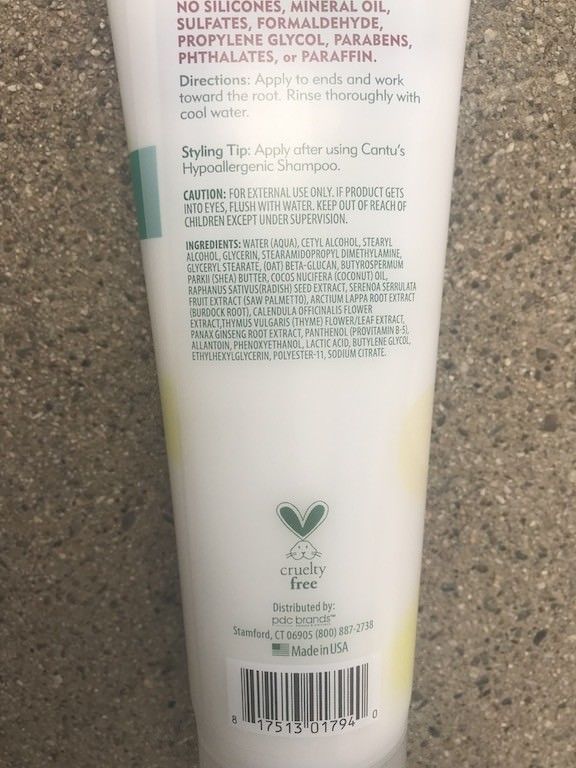 NO SILICONES, MINERAL OIL,
SULFATES, FORMALDEHYDE,
PROPYLENE GLYCOL, PARABENS,
PHTHALATES, or PARAFFIN.
Directions: Apply to ends and work
toward the root. Rinse thoroughly with
cool water.
Styling Tip: Apply after using Cantu's
Hypoallergenic Shampoo.
CAUTION: FOR EXTERNAL USE ONLY. IF PRODUCT GETS
INTO EYES, FLUSH WITH WATER. KEEP OUT OF REACH OF
CHILDREN EXCEPT UNDER SUPERVISION.
INGREDIENTS: WATER (AQUA), CETYL ALCOHOL, STEARYL
ALCOHOL, GLYCERIN, STEARAMIDOPROPYL DIMETHYLAMINE,
GLYCERYL STEARATE, (OAT) BETA-GLUCAN, BUTYROSPERMUM
PARKII (SHEA) BUTTER, COCOS NUCIFERA (COCONUT) OIL,
RAPHANUS SATIVUS(RADISH) SEED EXTRACT, SERENOA SERRULATA
FRUIT EXTRACT (SAW PALMETTO), ARCTIUM LAPPA ROOT EXTRACT
(BURDOCK ROOT), CALENDULA OFFICINALIS FLOWER
EXTRACT,THYMUS VULGARIS (THYME) FLOWER/LEAF EXTRACT,
PANAX GINSENG ROOT EXTRACT, PANTHENOL (PROVITAMIN B-5),
ALLANTOIN, PHENOXYETHANOL, LACTIC ACID, BUTYLENE GLYCOL,
ETHYLHEXYLGLYCERIN, POLYESTER-11, SODIUM CITRATE.
cruelty
free
Distributed by:
pdc brands™
Stamford, CT 06905 (800) 887-2738
Made in USA
8 17513 01794 0